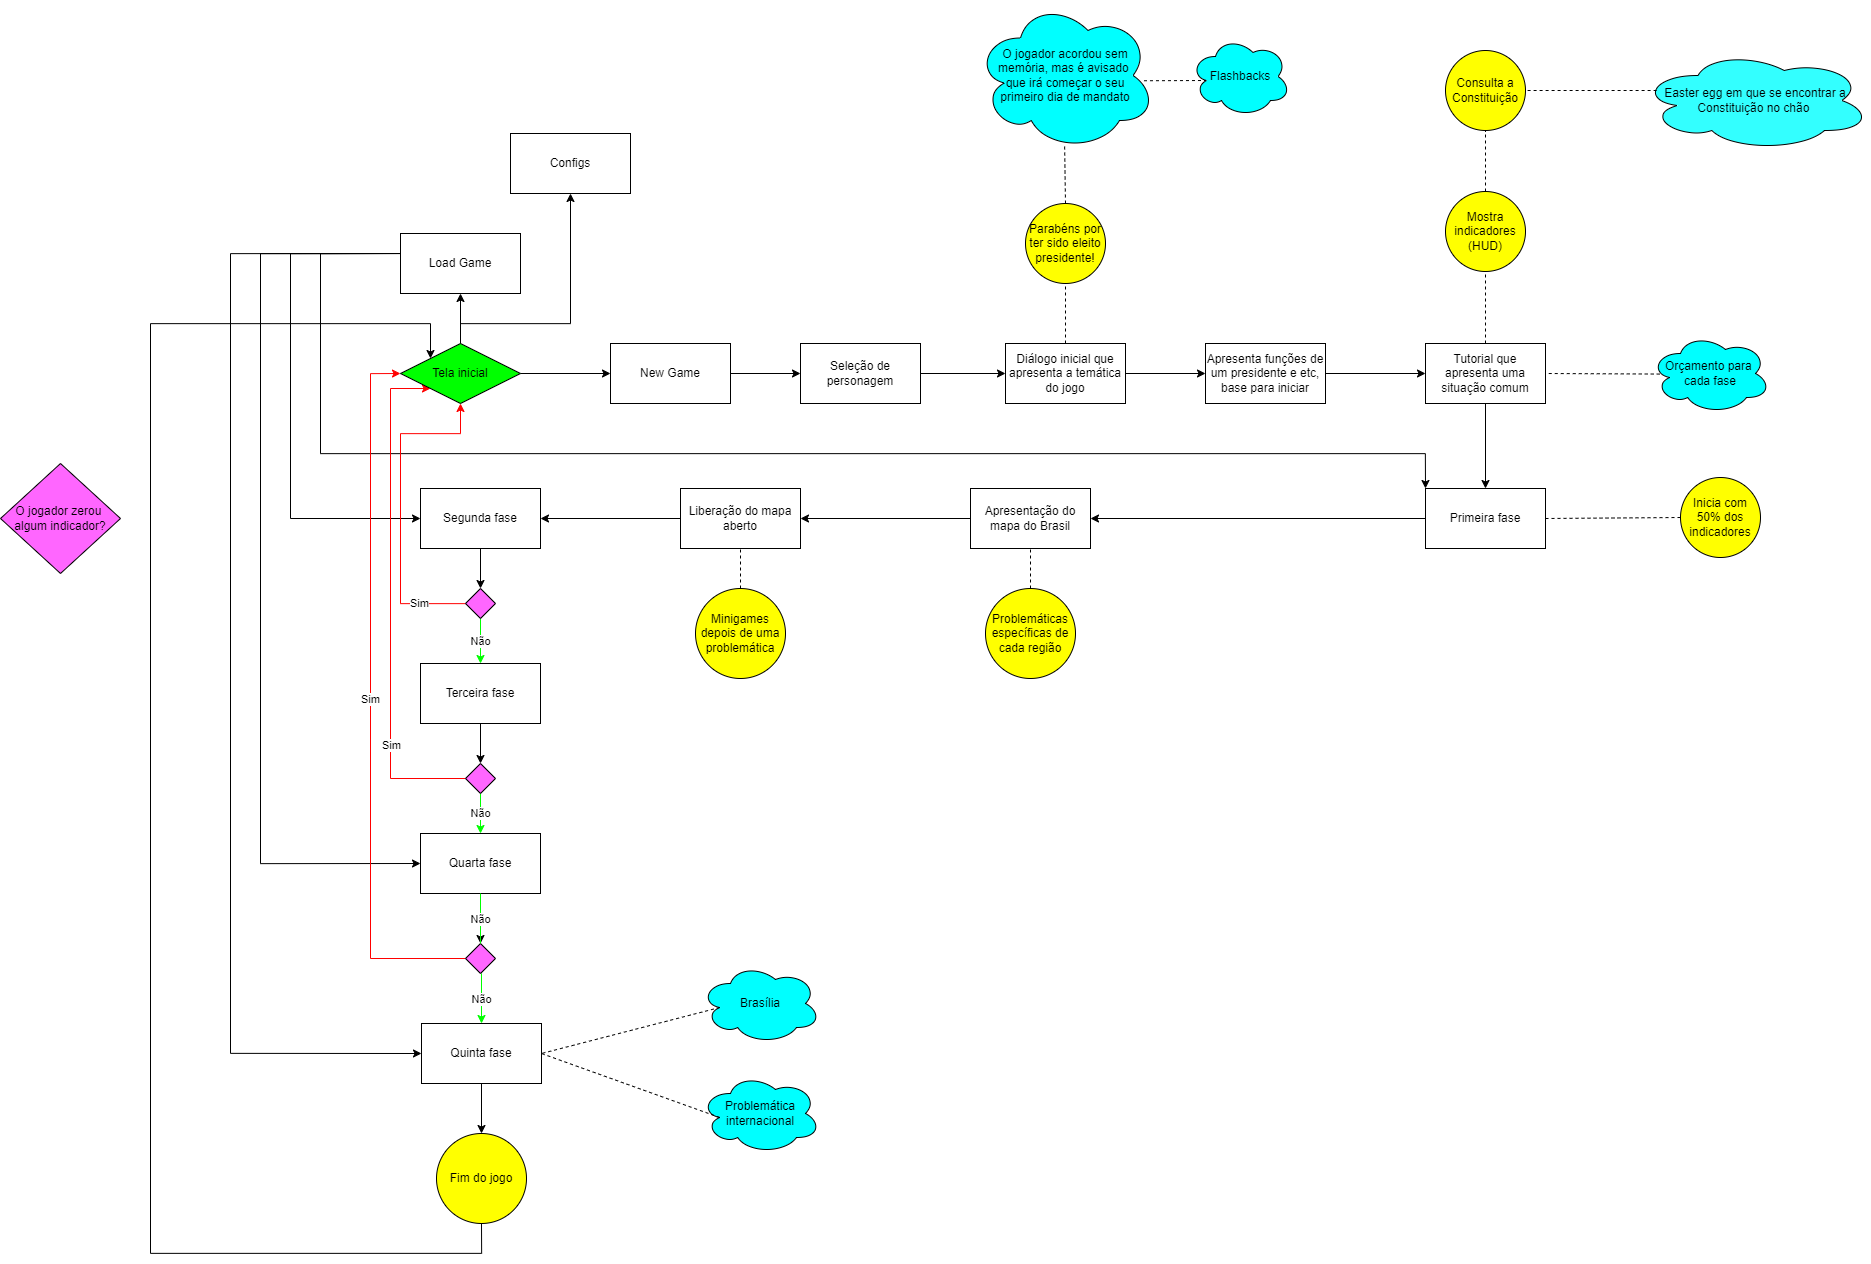 O jogador acordou sem
memória, mas é avisado
que irá começar o seu
primeiro dia de mandato
Flashbacks
Consulta a
Constituição
Easter egg em que se encontrar a
Constituição no chão
Configs
Load Game
Parabéns por
ter sido eleito
presidente!
Mostra
indicadores
(HUD)
Tela inicial
New Game
Seleção de
personagem
Diálogo inicial que
apresenta a temática
do jogo
Apresenta funções de
um presidente e etc,
base para iniciar
Tutorial que
apresenta uma
situação comum
Orçamento para
cada fase
O jogador zerou
algum indicador?
Segunda fase
Liberação do mapa
aberto
Apresentação do
mapa do Brasil
Primeira fase
Inicia com
50% dos
indicadores
Sim
Não
Minigames
depois de uma
problemática
Problemáticas
específicas de
cada região
Terceira fase
Sim
Sim
Não
Quarta fase
Não
Não
Brasília
Quinta fase
Problemática
internacional
Fim do jogo